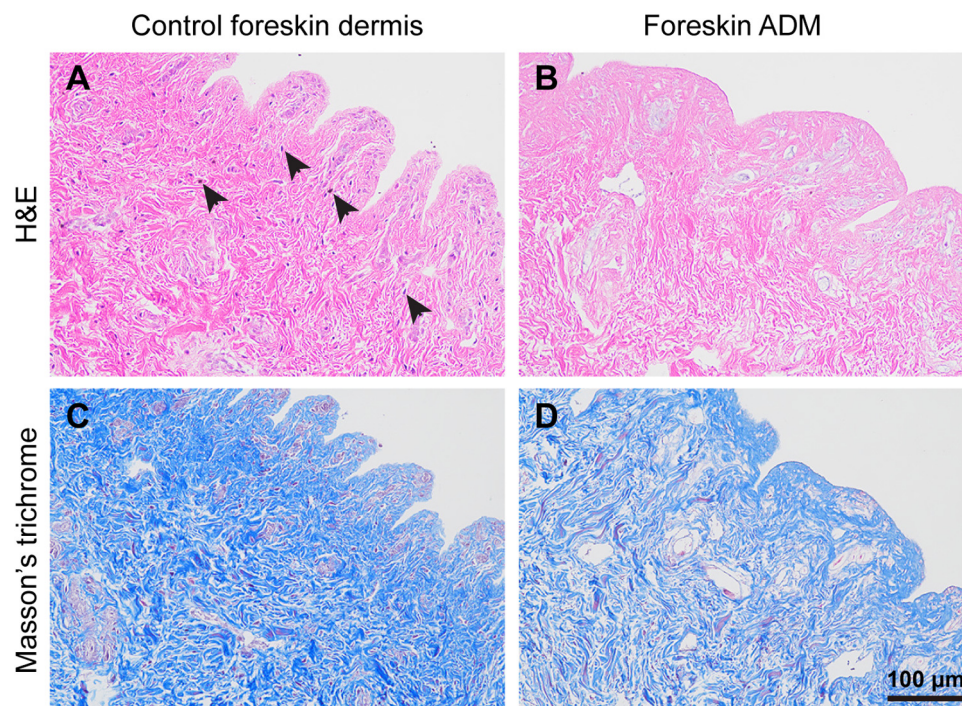 Control foreskin dermis
Foreskin ADM
H&E
A
B
Masson's trichrome
C
D
100 µm